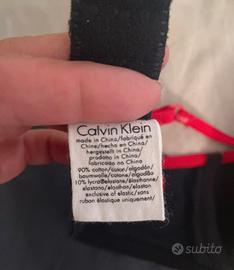 Calvin Klein
made in China/fabriqué en
Chine/hecho en China/
hergestellt in China/
prodotto in China/
fabricado na China
90% cotton/coton/algodón/
baumwolle/cotone/algodão
10% lycra®elastane/élasthanne/
elastano/elasthan/elastan
exclusive of elastic/sans
ruban élastique uniquement/
subito